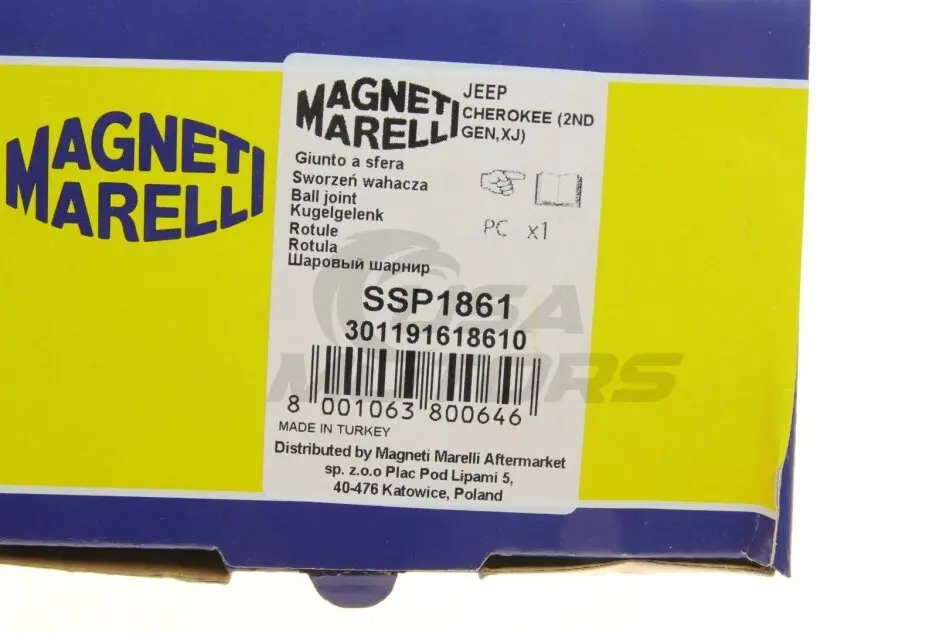 MAGNETI
MARELLI
MAGNETI
MARELLI
JEEP
CHEROKEE (2ND
GEN,XJ)
Giunto a sfera
Sworzeń wahacza
Ball joint
Kugelgelenk
Rotule
Rotula
Шаровый шарнир
PC x1
SSP1861
301191618610
8 001063 800646
MADE IN TURKEY
Distributed by Magneti Marelli Aftermarket
sp. z.o.o Plac Pod Lipami 5,
40-476 Katowice, Poland
USA
MOTORS